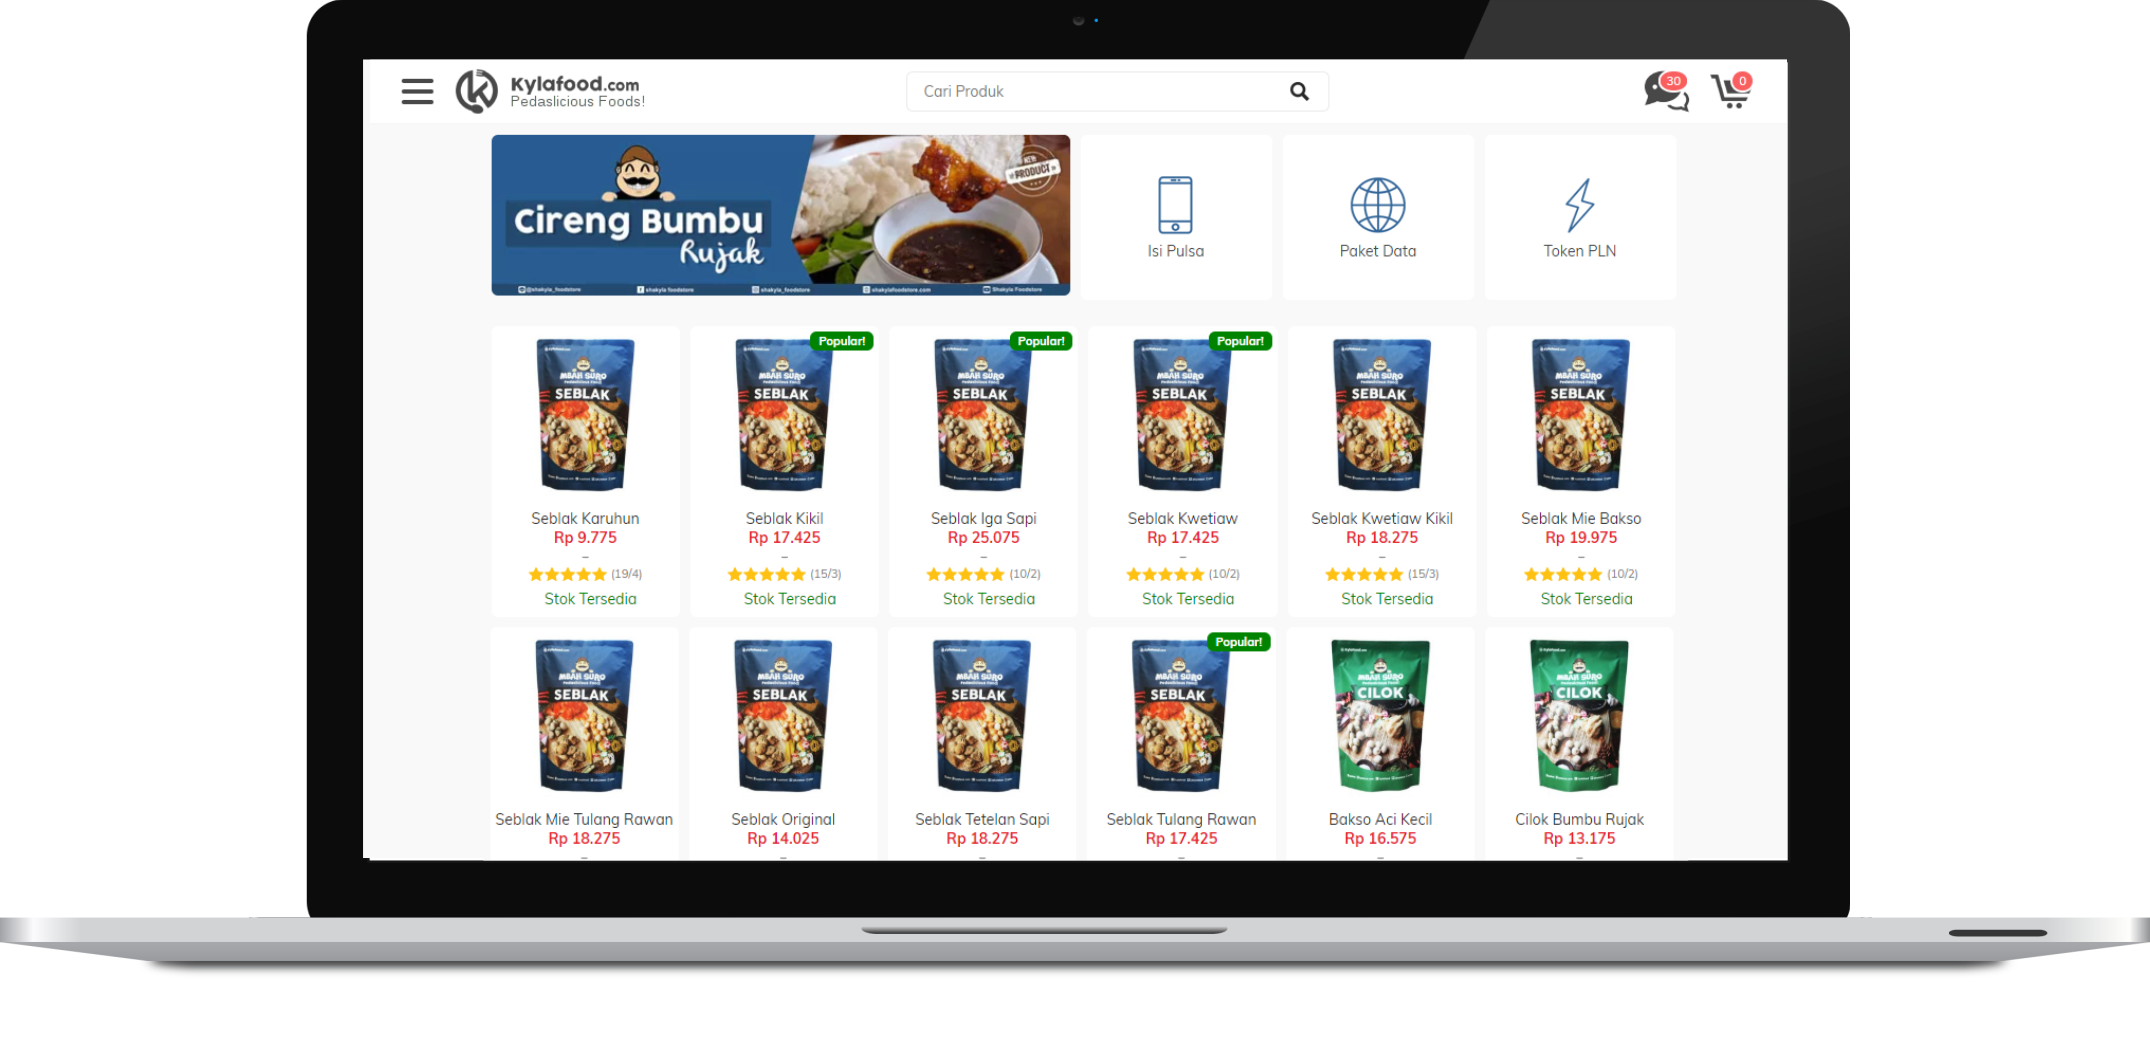 Kylafood.com
Pedaslicious Foods!
Cari Produk
30
0
NEW
PRODUCT
Cireng Bumbu
Rujak
@shakyla_foodstore
shakyla foodstore
shakyla_foodstore
shakylafoodstore.com
Shakyla Foodstore
Isi Pulsa
Paket Data
Token PLN
Popular!
Popular!
Popular!
MBAH SURO
SEBLAK
MBAH SURO
SEBLAK
MBAH SURO
SEBLAK
MBAH SURO
SEBLAK
MBAH SURO
SEBLAK
MBAH SURO
SEBLAK
Seblak Karuhun
Rp 9.775
–
(19/4)
Stok Tersedia
Seblak Kikil
Rp 17.425
–
(15/3)
Stok Tersedia
Seblak Iga Sapi
Rp 25.075
–
(10/2)
Stok Tersedia
Seblak Kwetiaw
Rp 17.425
–
(10/2)
Stok Tersedia
Seblak Kwetiaw Kikil
Rp 18.275
–
(15/3)
Stok Tersedia
Seblak Mie Bakso
Rp 19.975
–
(10/2)
Stok Tersedia
Popular!
MBAH SURO
SEBLAK
MBAH SURO
SEBLAK
MBAH SURO
SEBLAK
MBAH SURO
SEBLAK
MBAH SURO
CILOK
MBAH SURO
CILOK
Seblak Mie Tulang Rawan
Rp 18.275
–
Seblak Original
Rp 14.025
–
Seblak Tetelan Sapi
Rp 18.275
–
Seblak Tulang Rawan
Rp 17.425
–
Bakso Aci Kecil
Rp 16.575
–
Cilok Bumbu Rujak
Rp 13.175
–